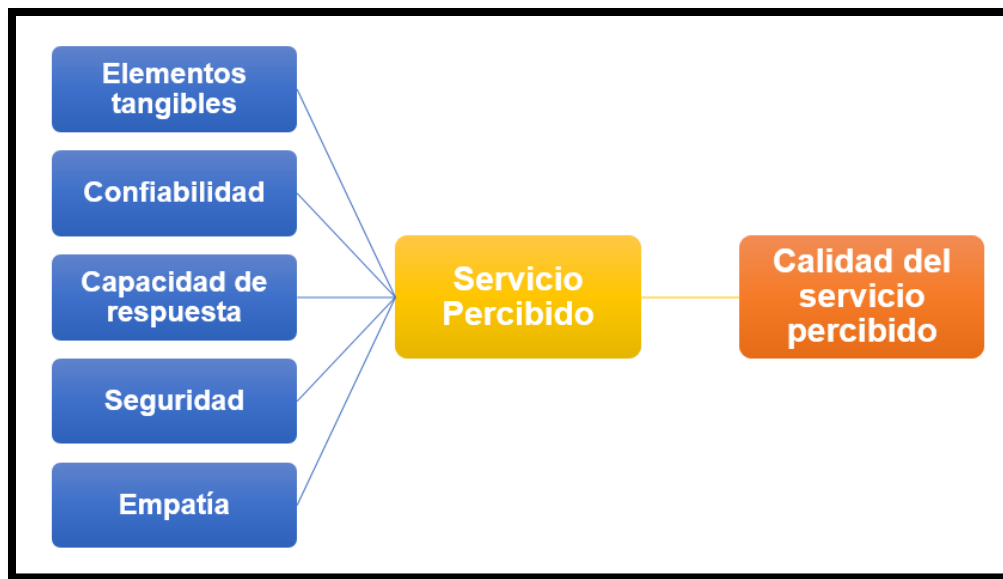 Elementos
tangibles
Confiabilidad
Capacidad de
respuesta
Seguridad
Empatía
Servicio
Percibido
Calidad del
servicio
percibido